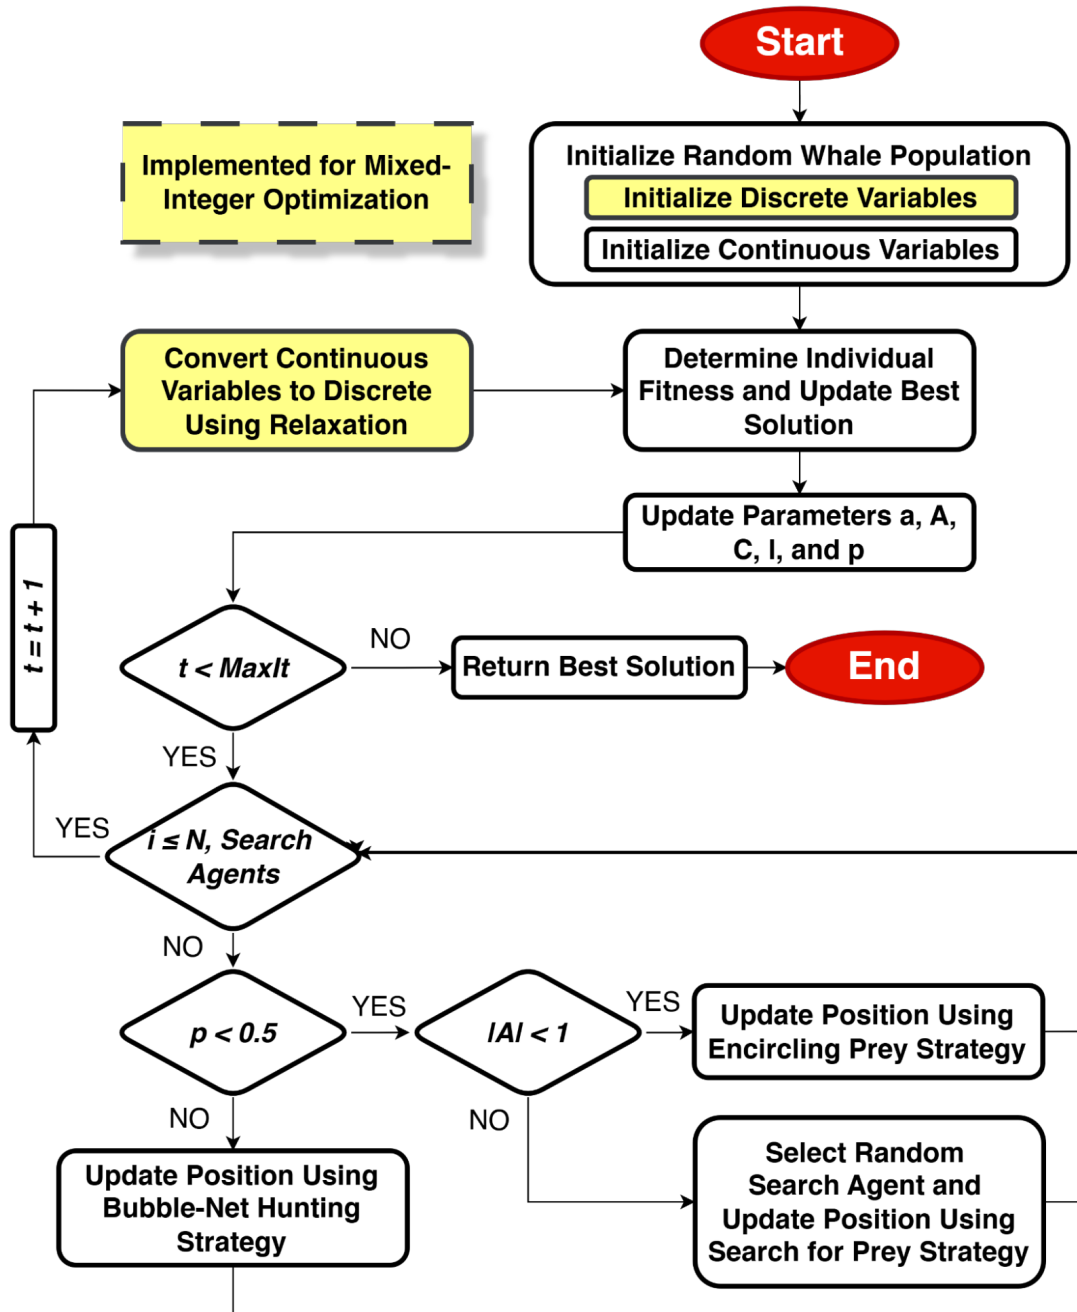 Start
Implemented for Mixed-
Integer Optimization
Initialize Random Whale Population
Initialize Discrete Variables
Initialize Continuous Variables
Convert Continuous
Variables to Discrete
Using Relaxation
Determine Individual
Fitness and Update Best
Solution
Update Parameters a, A,
C, l, and p
t = t + 1
t < MaxIt
NO
Return Best Solution
End
YES
YES
i ≤ N, Search
Agents
NO
p < 0.5
YES
|A| < 1
YES
Update Position Using
Encircling Prey Strategy
NO
NO
Update Position Using
Bubble-Net Hunting
Strategy
Select Random
Search Agent and
Update Position Using
Search for Prey Strategy